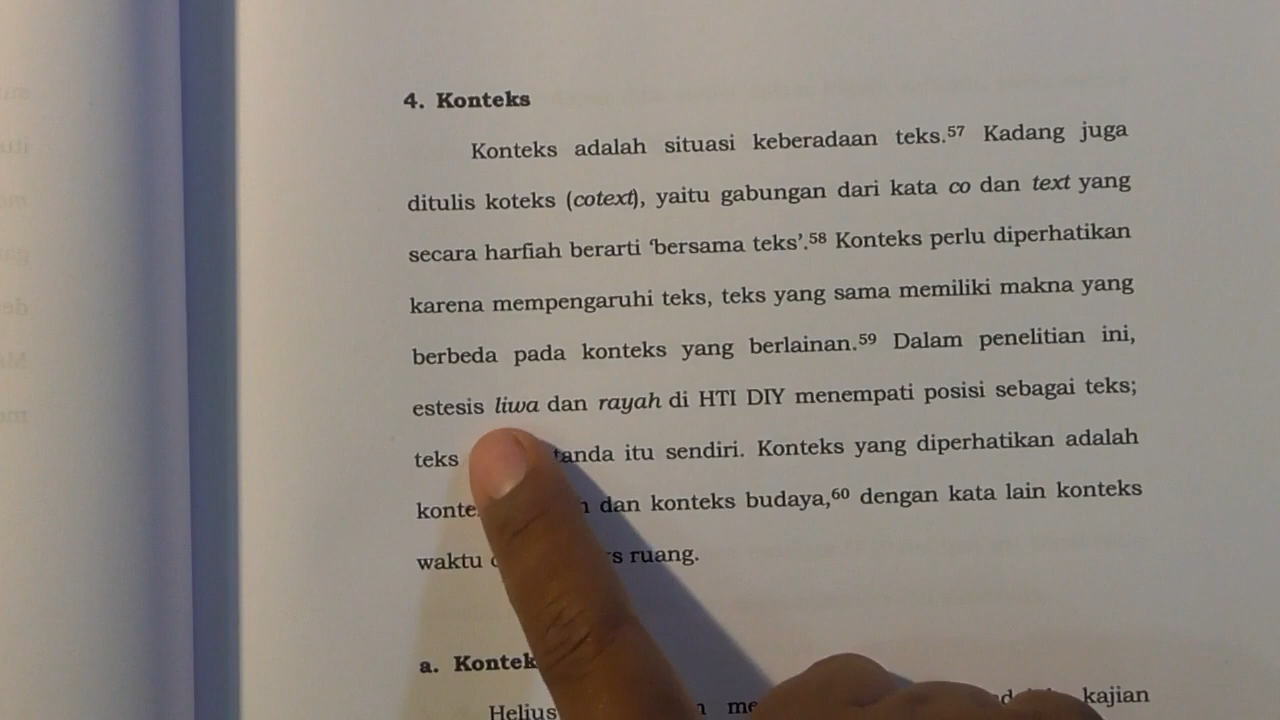 4. Konteks
Konteks adalah situasi keberadaan teks.57 Kadang juga
ditulis koteks (cotext), yaitu gabungan dari kata co dan text yang
secara harfiah berarti ‘bersama teks’.58 Konteks perlu diperhatikan
karena mempengaruhi teks, teks yang sama memiliki makna yang
berbeda pada konteks yang berlainan.59 Dalam penelitian ini,
estesis liwa dan rayah di HTI DIY menempati posisi sebagai teks;
teks tanda itu sendiri. Konteks yang diperhatikan adalah
dan konteks budaya,60 dengan kata lain konteks
waktu ruang.
a.
Helius kajian